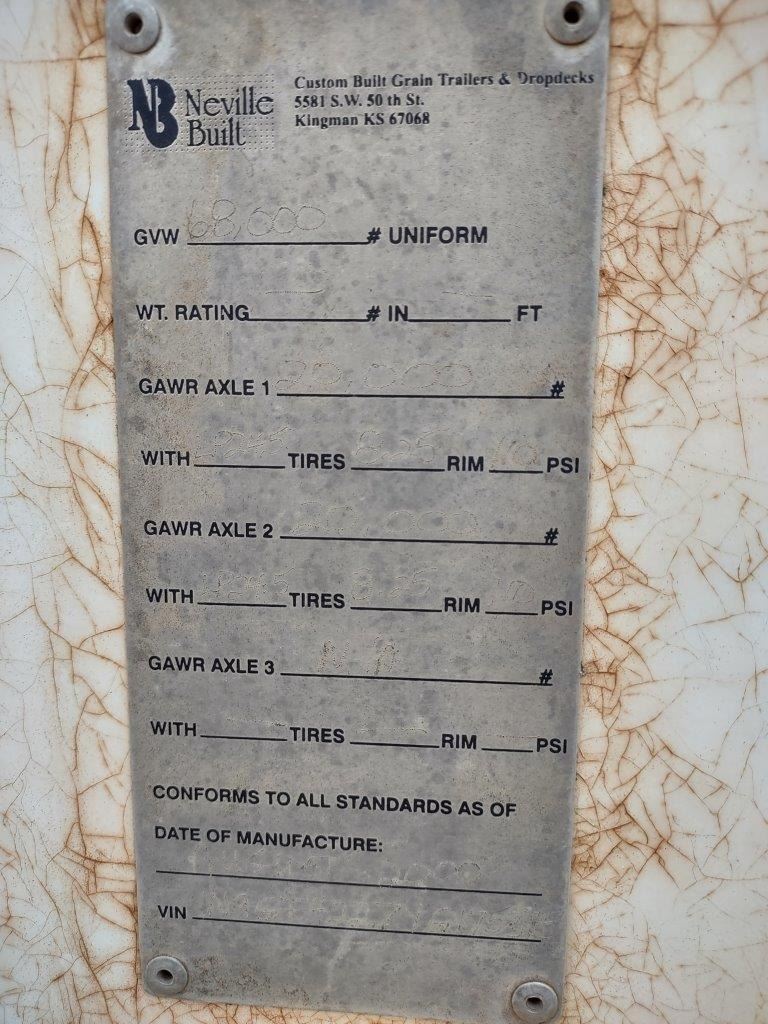 NB Neville Built
Custom Built Grain Trailers & Dropdecks
5581 S.W. 50 th St.
Kingman KS 67068
GVW 68,000 # UNIFORM
WT. RATING # IN FT
GAWR AXLE 1 20,000 #
WITH TIRES 8.25 RIM PSI
GAWR AXLE 2 20,000 #
WITH TIRES 8.25 RIM PSI
GAWR AXLE 3 N A #
WITH TIRES RIM PSI
CONFORMS TO ALL STANDARDS AS OF
DATE OF MANUFACTURE:
VIN